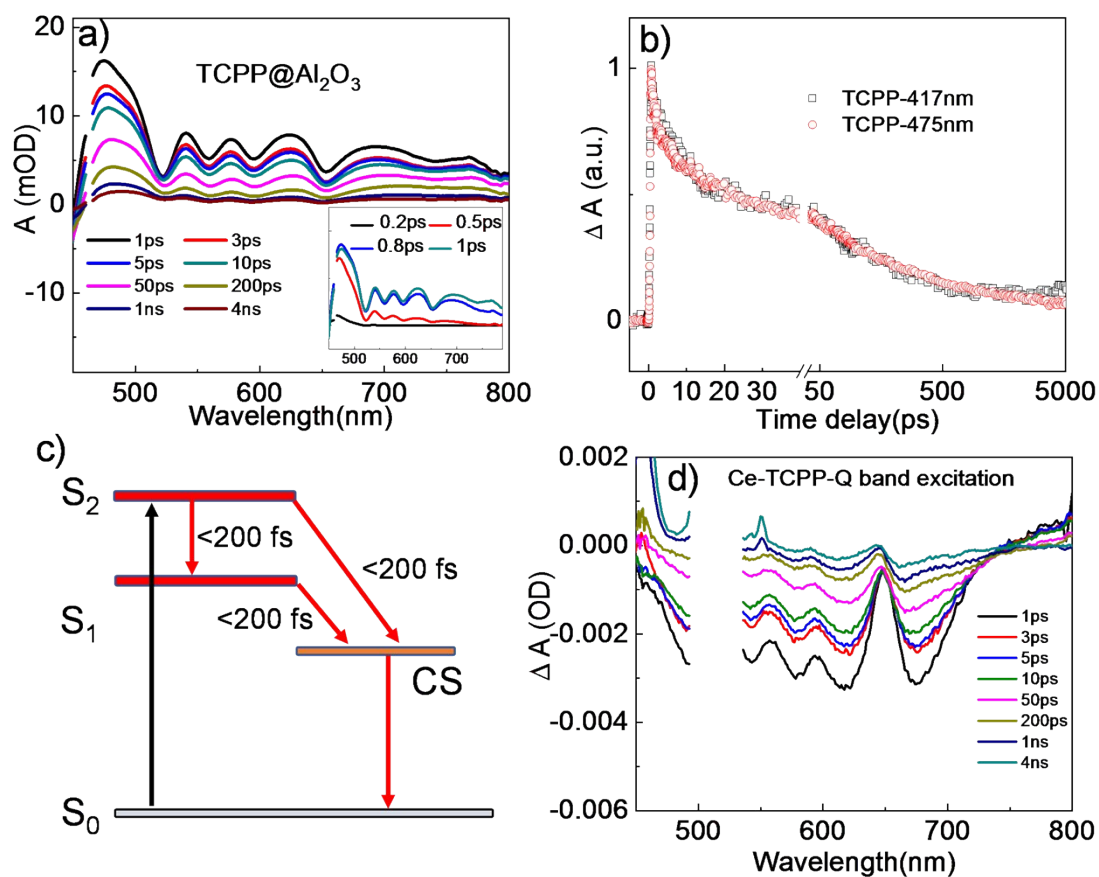 a)
TCPP@Al₂O₃
A (mOD)
20
10
0
-10
1ps
3ps
5ps
10ps
50ps
200ps
1ns
4ns
0.2ps
0.5ps
0.8ps
1ps
500 600 700
500 600 700 800
Wavelength(nm)
b)
TCPP-417nm
TCPP-475nm
Δ A (a.u.)
1
0
0 10 20 30 50 500 5000
Time delay(ps)
c)
S₂
<200 fs
<200 fs
S₁
<200 fs
CS
S₀
d)
Ce-TCPP-Q band excitation
Δ A (OD)
0.002
0.000
-0.002
-0.004
-0.006
1ps
3ps
5ps
10ps
50ps
200ps
1ns
4ns
500 600 700 800
Wavelength(nm)